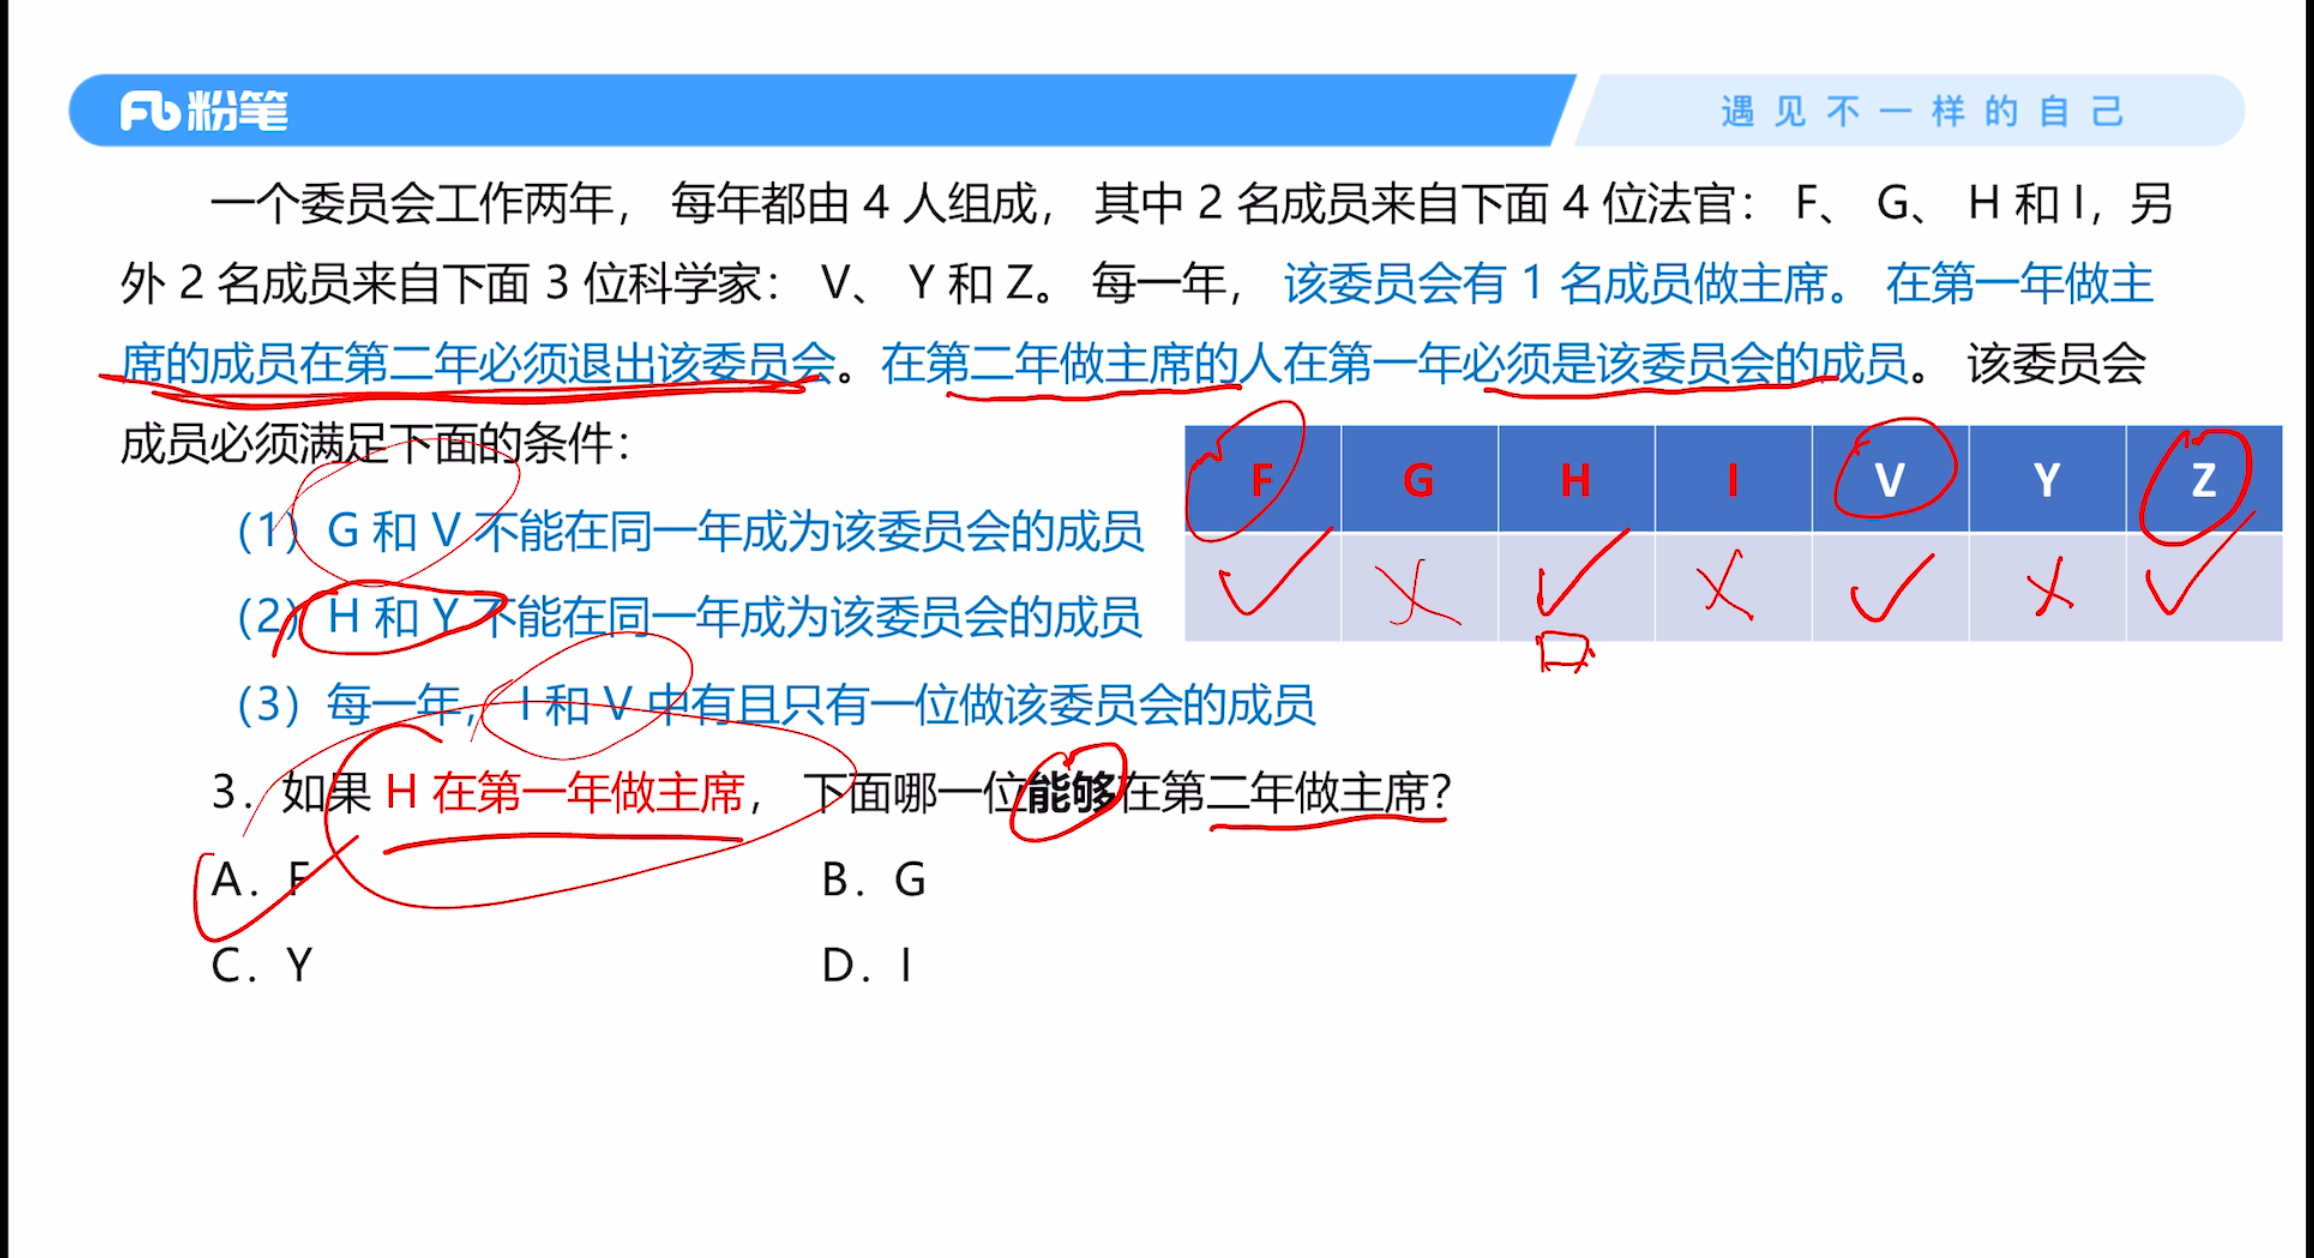 粉笔
遇见不一样的自己
一个委员会工作两年， 每年都由 4 人组成， 其中 2 名成员来自下面 4 位法官： F、 G、 H 和 I，另
外 2 名成员来自下面 3 位科学家： V、 Y 和 Z。 每一年， 该委员会有 1 名成员做主席。 在第一年做主
席的成员在第二年必须退出该委员会。在第二年做主席的人在第一年必须是该委员会的成员。 该委员会
成员必须满足下面的条件：
F G H I V Y Z
（1）G 和 V 不能在同一年成为该委员会的成员
（2）H 和 Y 不能在同一年成为该委员会的成员
（3）每一年， I 和 V 中有且只有一位做该委员会的成员
3．如果 H 在第一年做主席， 下面哪一位能够在第二年做主席？
A．F B．G
C．Y D．I